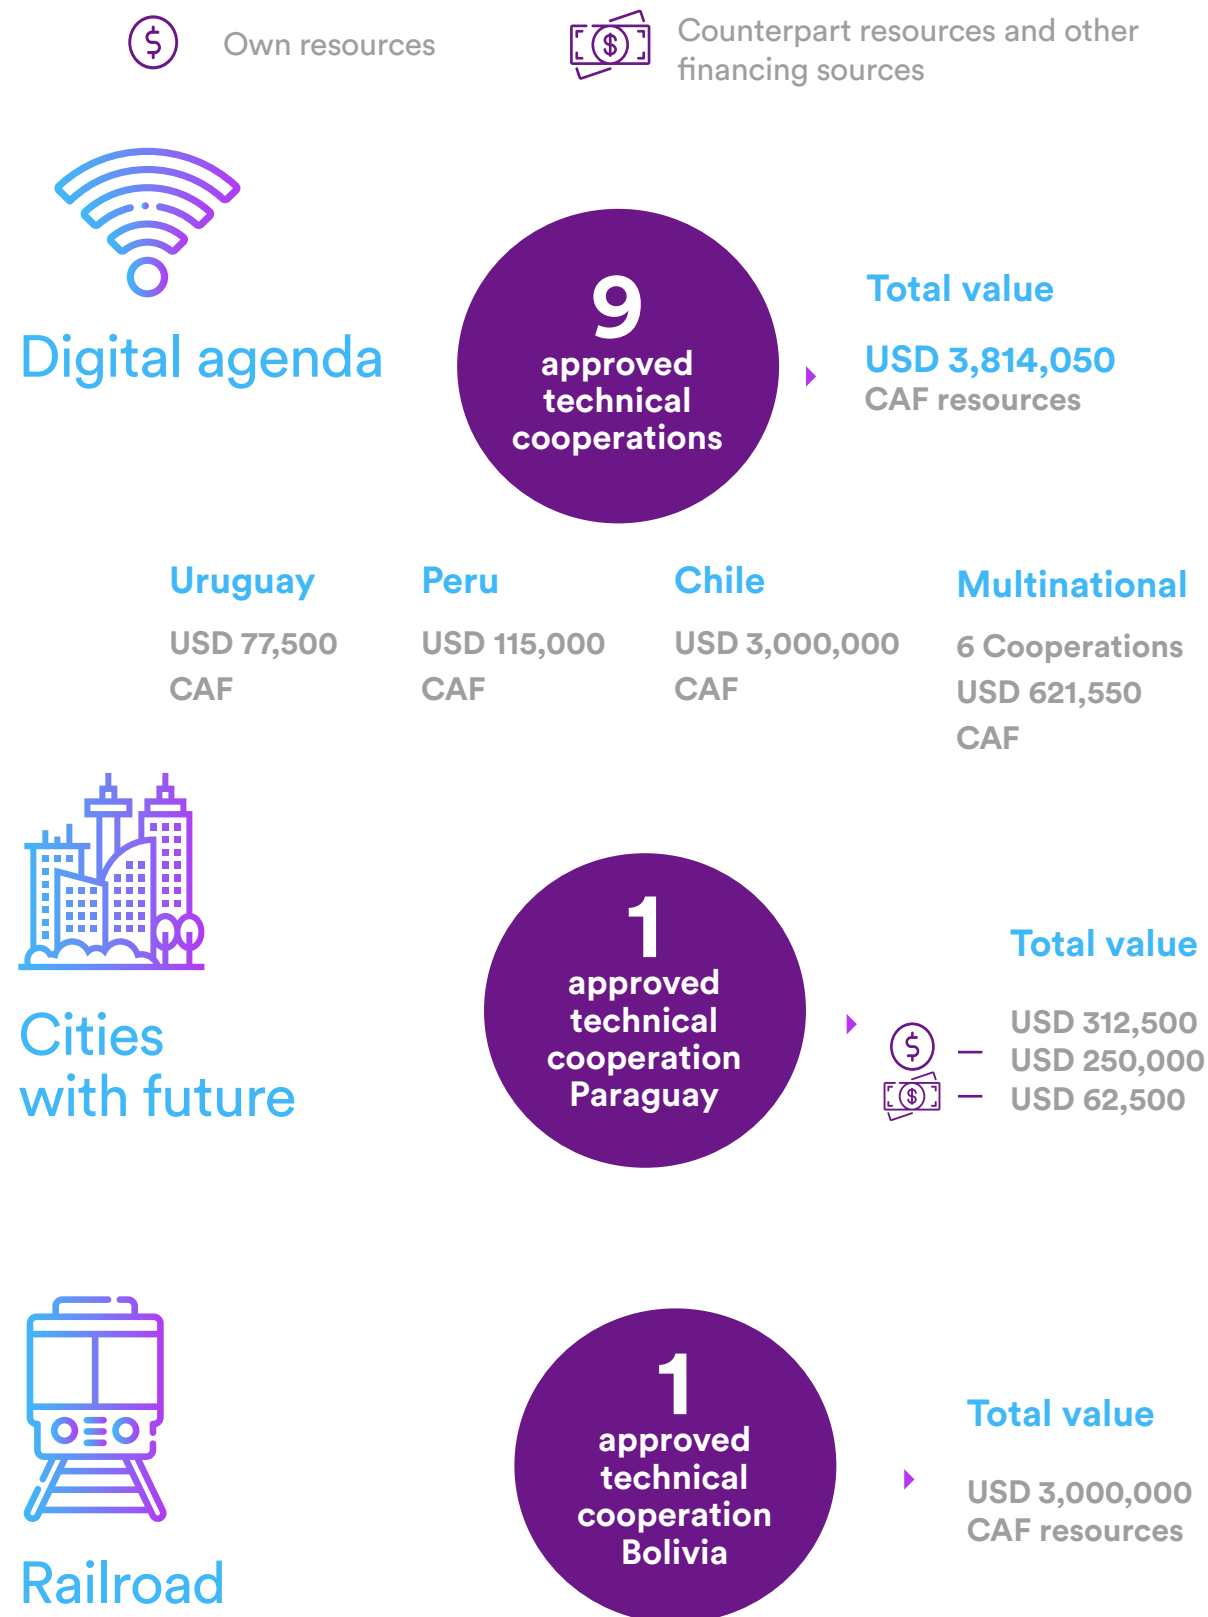 Own resources
Counterpart resources and other
financing sources
Digital agenda
9
approved
technical
cooperations
Total value
USD 3,814,050
CAF resources
Uruguay
USD 77,500
CAF
Peru
USD 115,000
CAF
Chile
USD 3,000,000
CAF
Multinational
6 Cooperations
USD 621,550
CAF
Cities
with future
1
approved
technical
cooperation
Paraguay
Total value
USD 312,500
USD 250,000
USD 62,500
Railroad
1
approved
technical
cooperation
Bolivia
Total value
USD 3,000,000
CAF resources